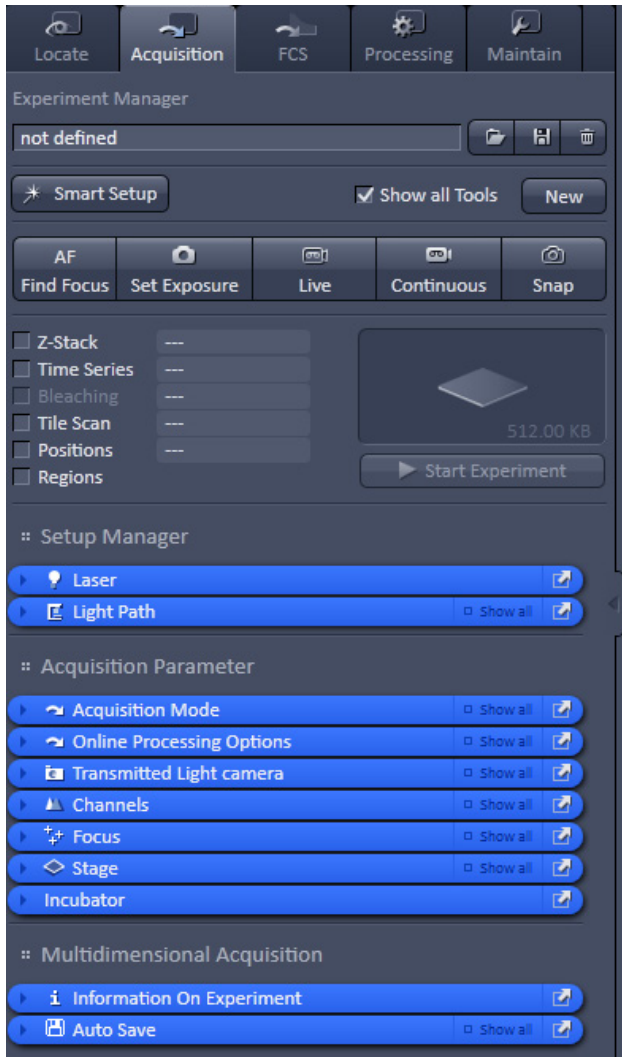 Locate Acquisition FCS Processing Maintain
Experiment Manager
not defined
Smart Setup Show all Tools New
AF
Find Focus Set Exposure Live Continuous Snap
Z-Stack ---
Time Series ---
Bleaching ---
Tile Scan ---
Positions ---
Regions
512.00 KB
Start Experiment
Setup Manager
Laser
Light Path Show all
Acquisition Parameter
Acquisition Mode Show all
Online Processing Options Show all
Transmitted Light camera Show all
Channels Show all
Focus Show all
Stage Show all
Incubator
Multidimensional Acquisition
i Information On Experiment
Auto Save Show all